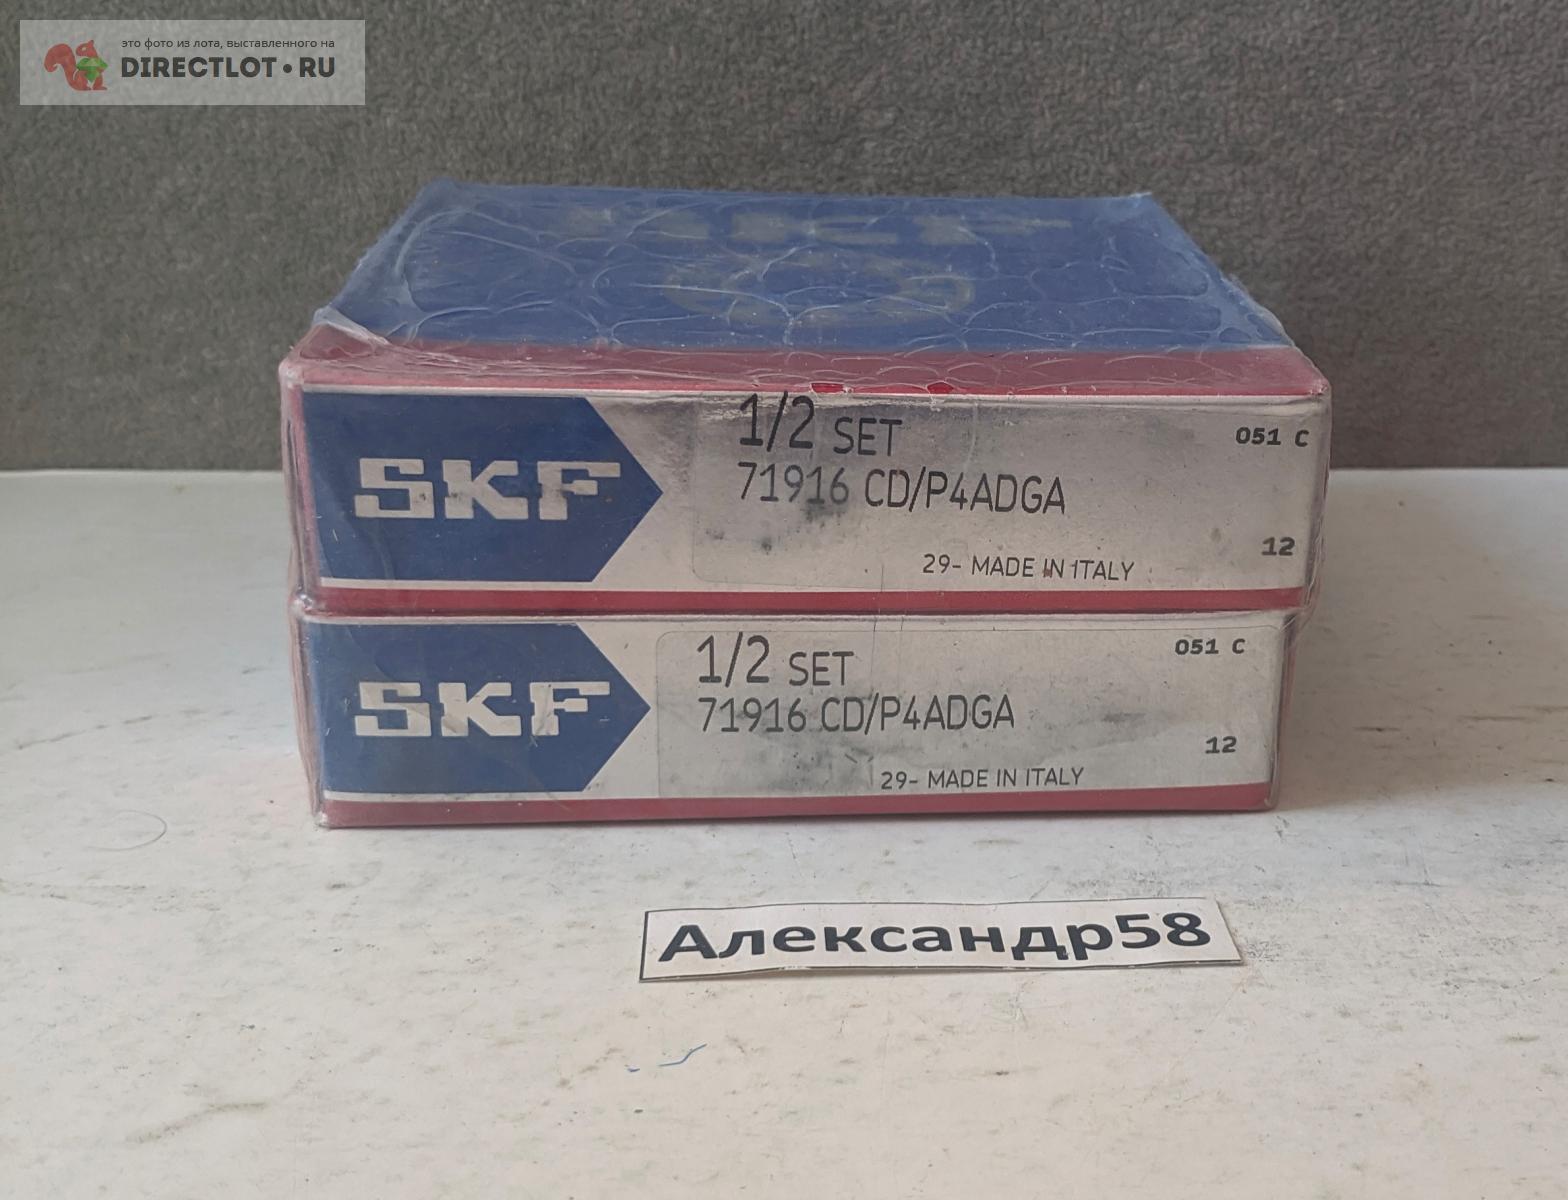 это фото из лота, выставленного на
DIRECTLOT•RU
SKF
1/2 SET
051 C
71916 CD/P4ADGA
12
29- MADE IN ITALY
SKF
1/2 SET
051 C
71916 CD/P4ADGA
12
29- MADE IN ITALY
Александр58